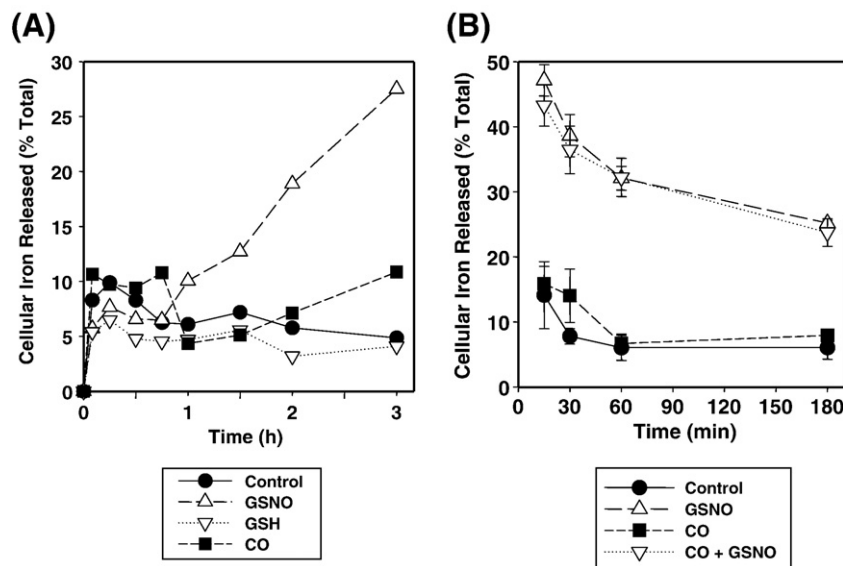 (A)
Cellular Iron Released (% Total)
30
25
20
15
10
5
0
0 1 2 3
Time (h)
Control
GSNO
GSH
CO
(B)
Cellular Iron Released (% Total)
50
40
30
20
10
0
0 30 60 90 120 150 180
Time (min)
Control
GSNO
CO
CO + GSNO